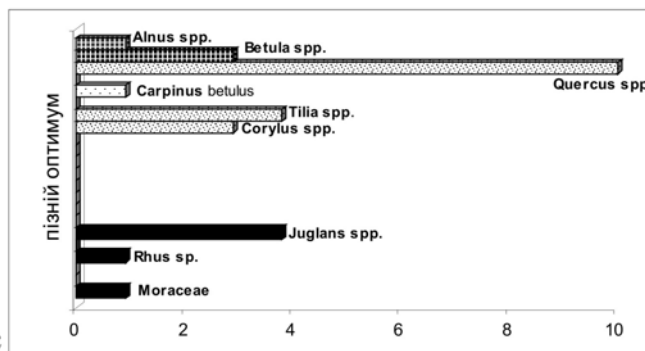 Alnus spp.
Betula spp.
Quercus spp
Carpinus betulus
Tilia spp.
Corylus spp.
пізній оптимум
Juglans spp.
Rhus sp.
Moraceae
0 2 4 6 8 10